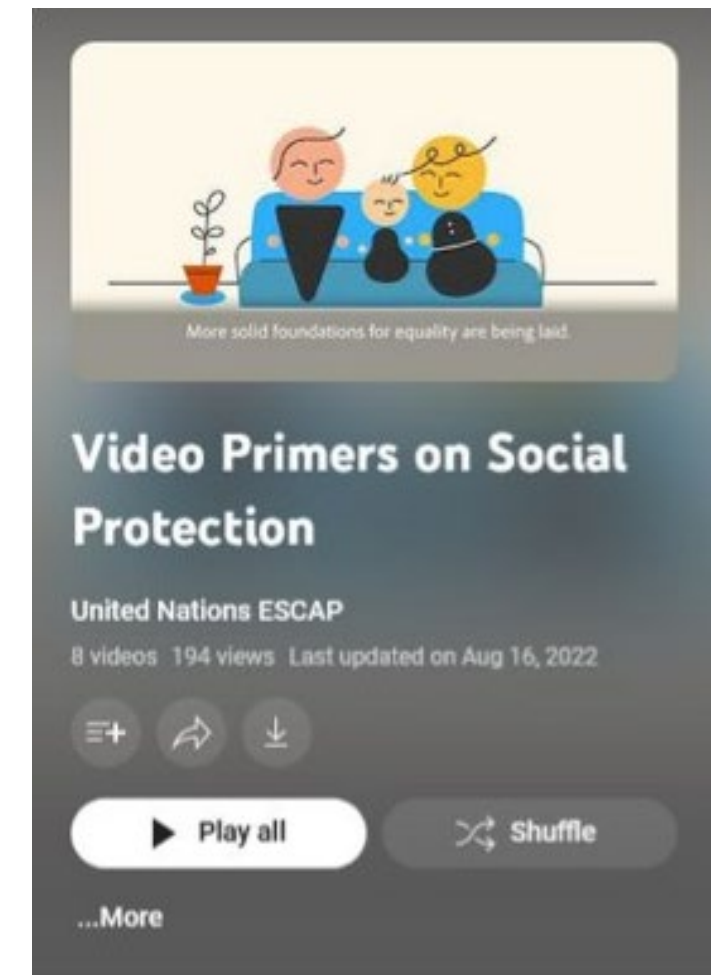 More solid foundations for equality are being laid.
Video Primers on Social
Protection
United Nations ESCAP
8 videos 194 views Last updated on Aug 16, 2022
Play all
Shuffle
...More